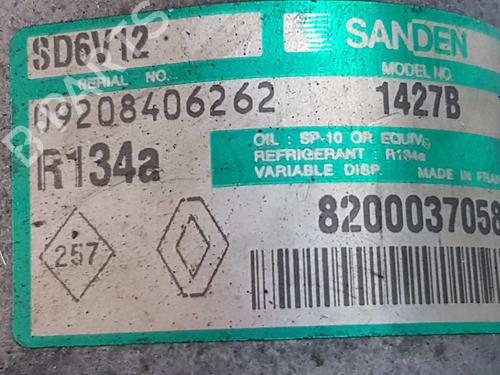 SD6V12
SANDEN
SERIAL NO.
MODEL NO.
09208406262
1427B
R134a
OIL : SP-10 OR EQUIV.
REFRIGERANT : R134a
VARIABLE DISP. MADE IN FRAN
8200037058
257